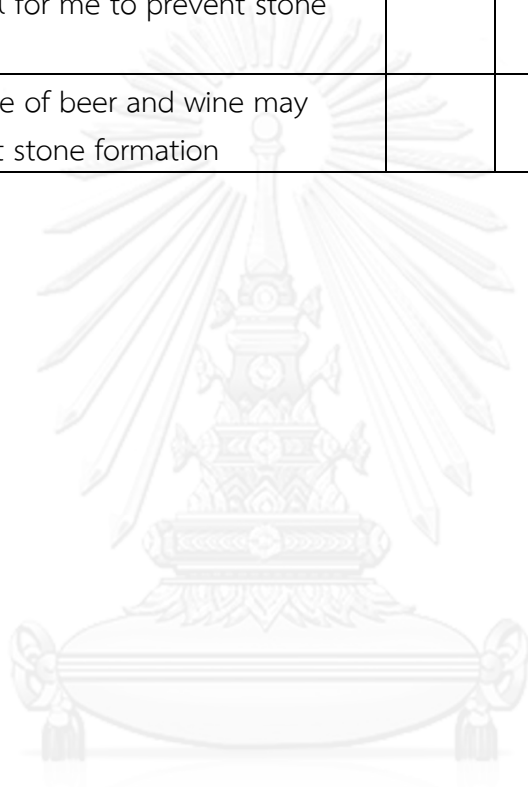 for me to prevent stone
e of beer and wine may
stone formation